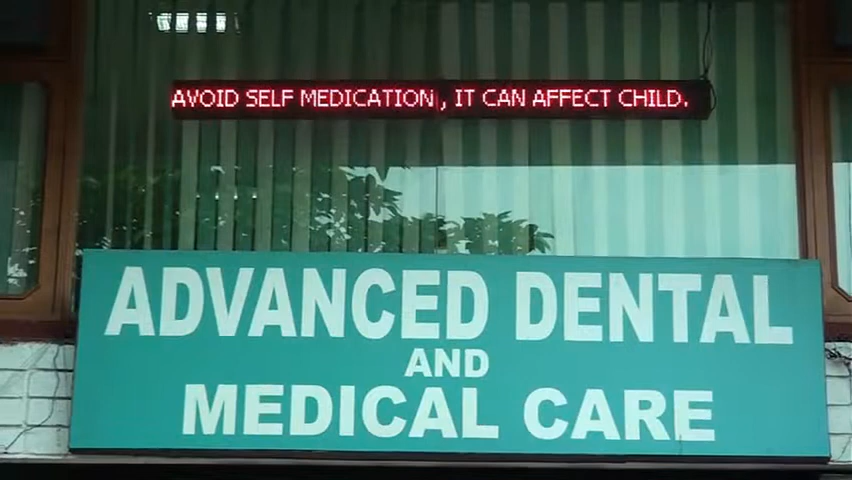 AVOID SELF MEDICATION , IT CAN AFFECT CHILD.
ADVANCED DENTAL
AND
MEDICAL CARE